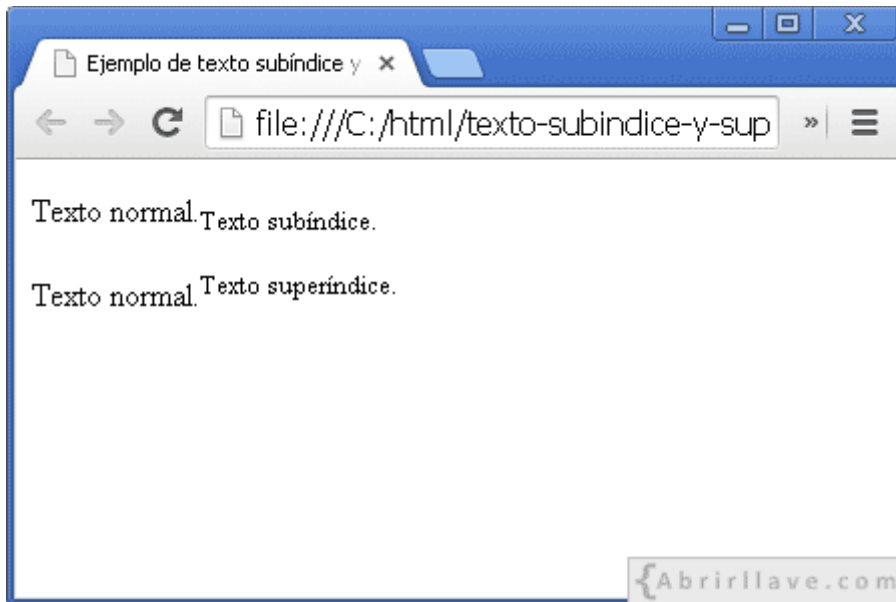 Ejemplo de texto subíndice y
file:///C:/html/texto-subindice-y-sup
Texto normal.Texto subíndice.
Texto normal.Texto superíndice.
{Abrirllave.com